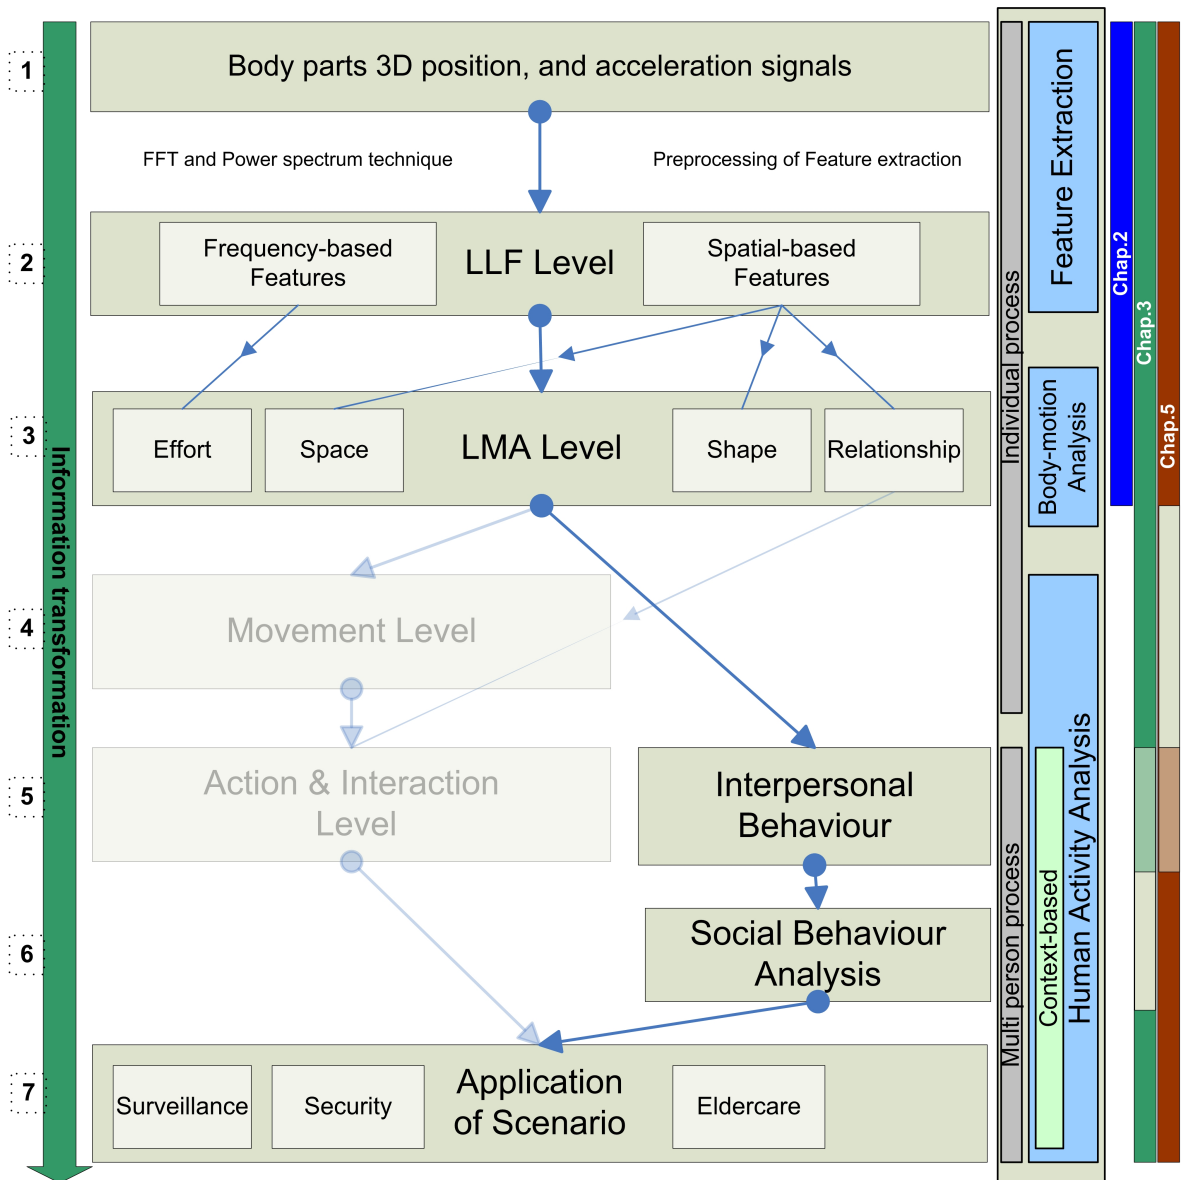 1
Body parts 3D position, and acceleration signals
FFT and Power spectrum technique
Preprocessing of Feature extraction
2
Frequency-based
Features
LLF Level
Spatial-based
Features
3
Effort
Space
LMA Level
Shape
Relationship
4
Movement Level
5
Action & Interaction
Level
Interpersonal
Behaviour
6
Social Behaviour
Analysis
7
Surveillance
Security
Application
of Scenario
Eldercare
Information transformation
Individual process
Multi person process
Feature Extraction
Body-motion
Analysis
Context-based
Human Activity Analysis
Chap.2
Chap.3
Chap.5